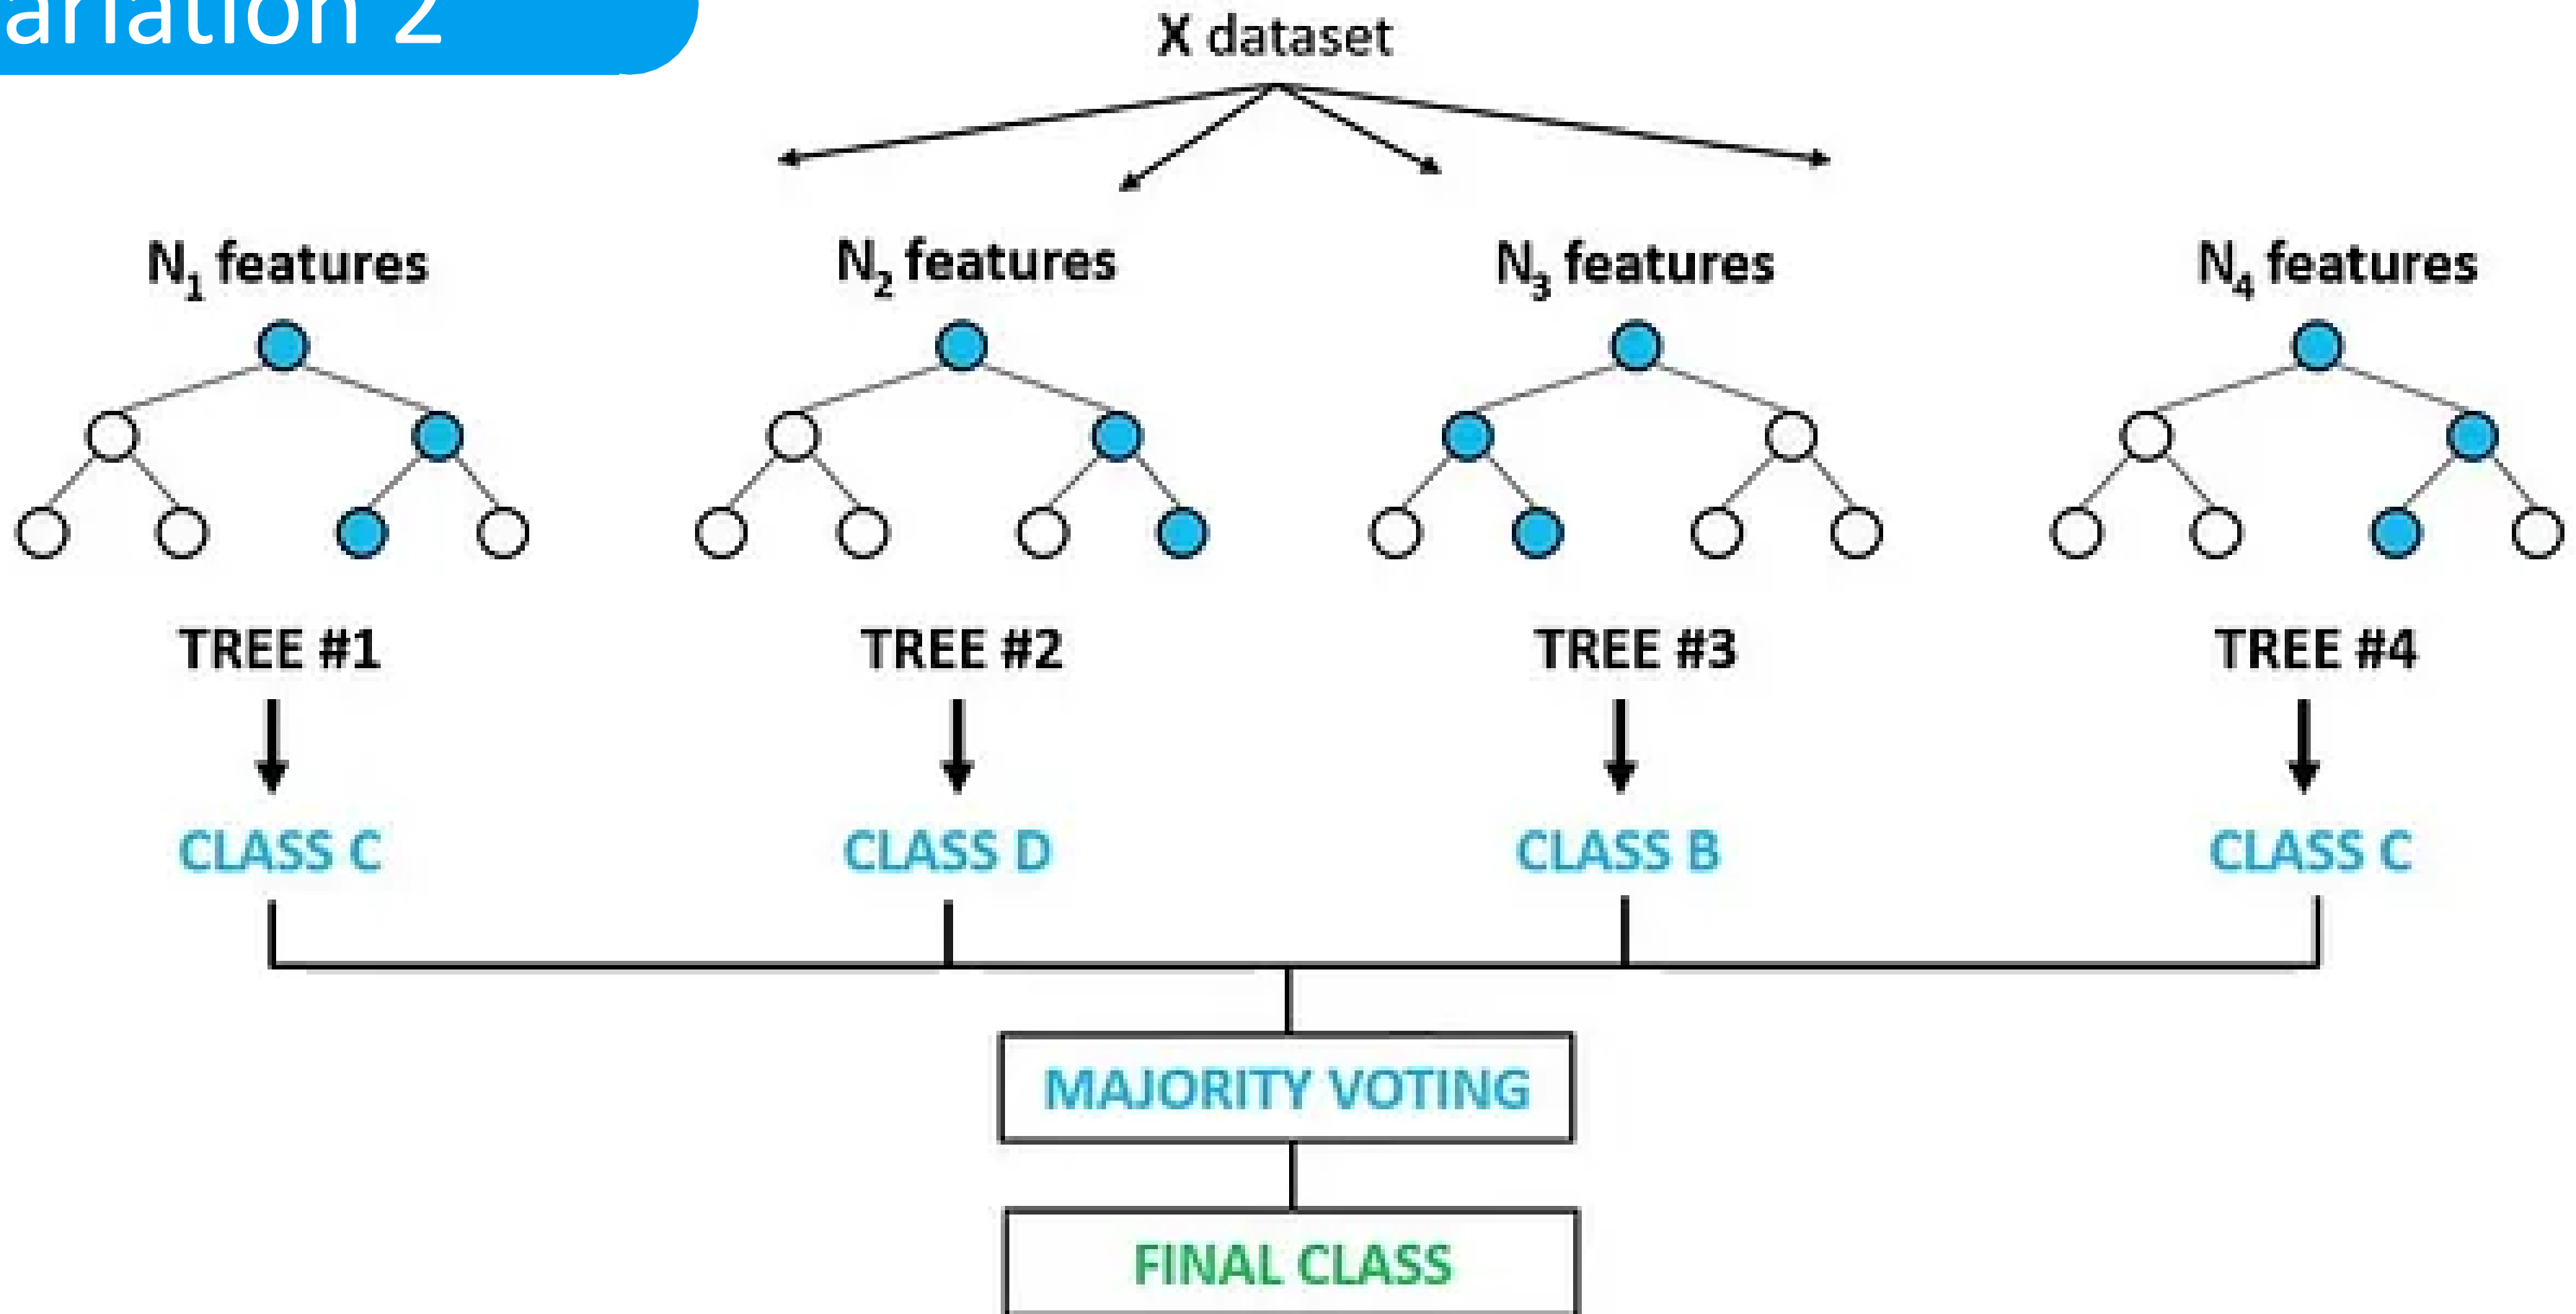 ariation 2
X dataset
N₁ features
N₂ features
N₃ features
N₄ features
TREE #1
TREE #2
TREE #3
TREE #4
CLASS C
CLASS D
CLASS B
CLASS C
MAJORITY VOTING
FINAL CLASS